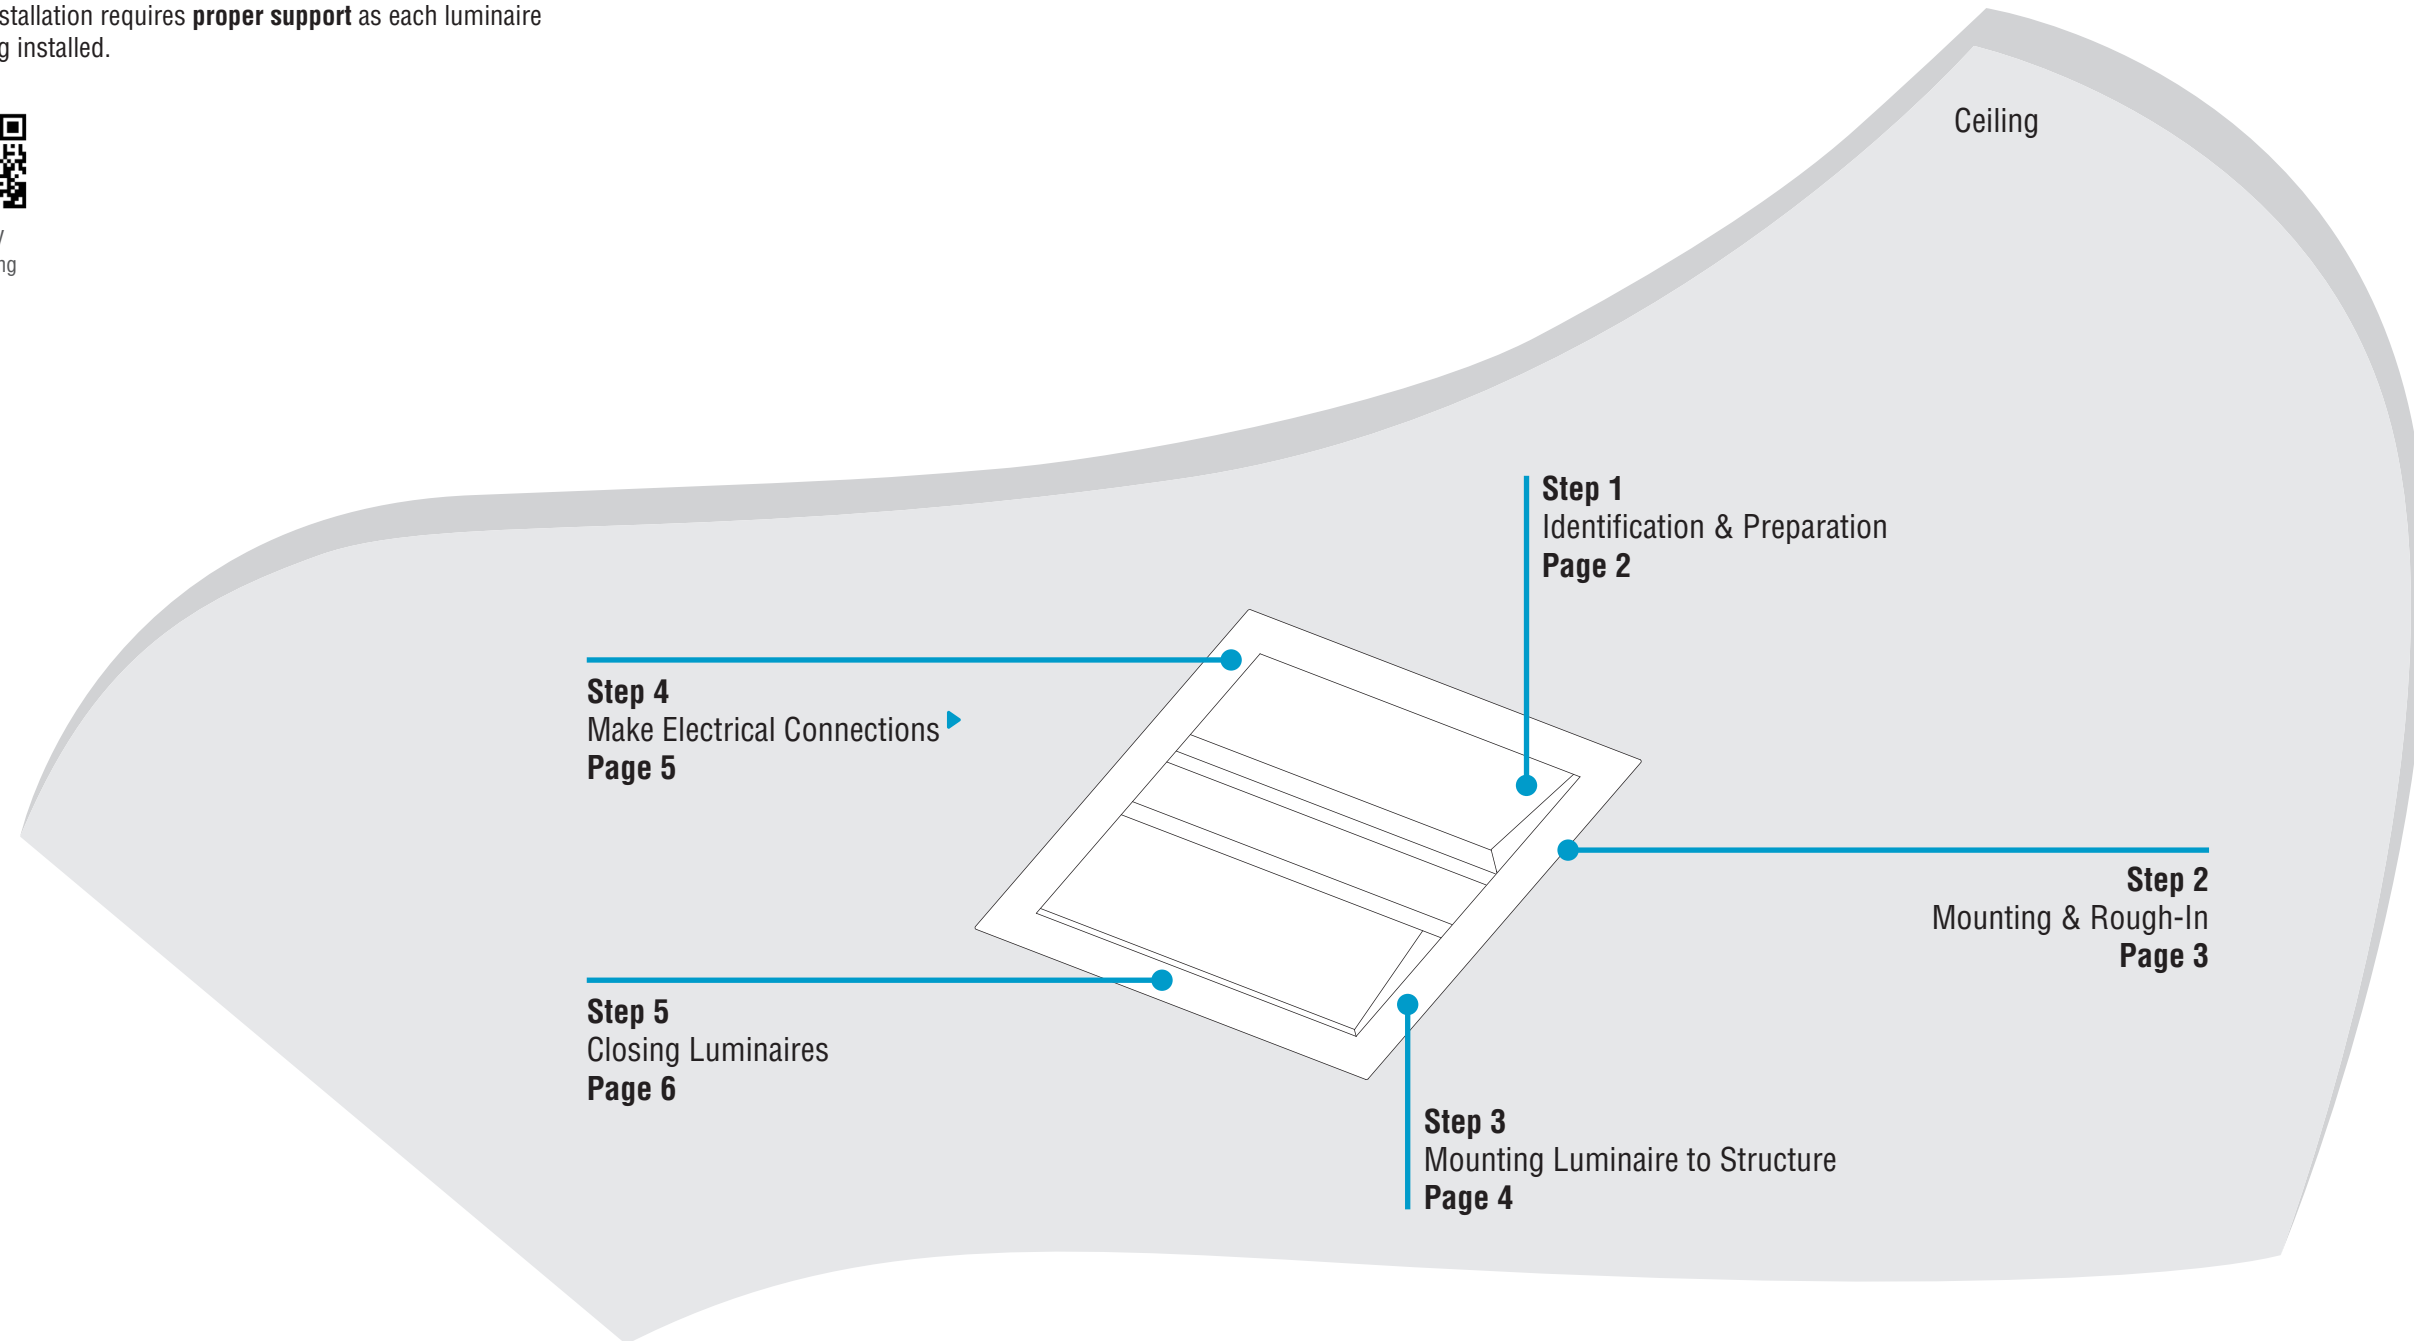 stallation requires proper support as each luminaire
g installed.
ng
Ceiling
Step 1
Identification & Preparation
Page 2
Step 4
Make Electrical Connections
Page 5
Step 2
Mounting & Rough-In
Page 3
Step 5
Closing Luminaires
Page 6
Step 3
Mounting Luminaire to Structure
Page 4